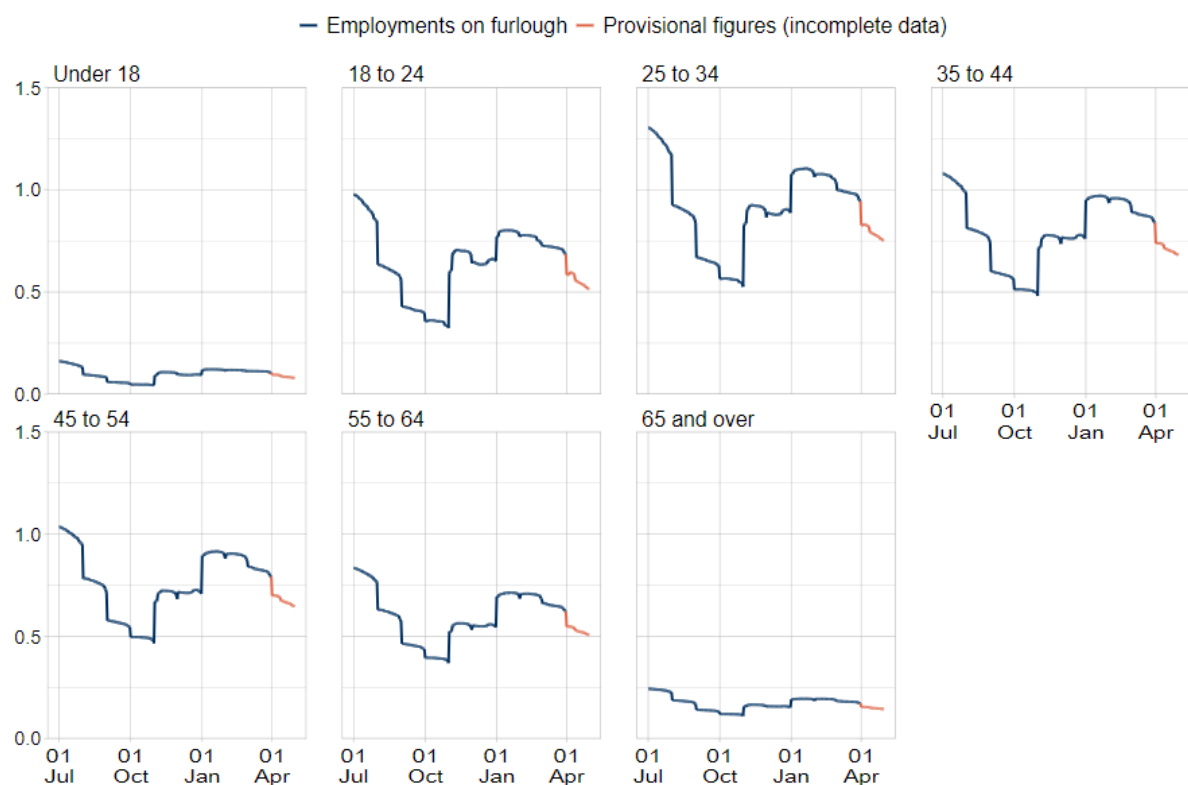 Employments on furlough Provisional figures (incomplete data)
Under 18 18 to 24 25 to 34 35 to 44
1.5
1.0
0.5
0.0
01 01 01 01
Jul Oct Jan Apr
45 to 54 55 to 64 65 and over
1.5
1.0
0.5
0.0
01 01 01 01 01 01 01 01 01 01 01 01
Jul Oct Jan Apr Jul Oct Jan Apr Jul Oct Jan Apr